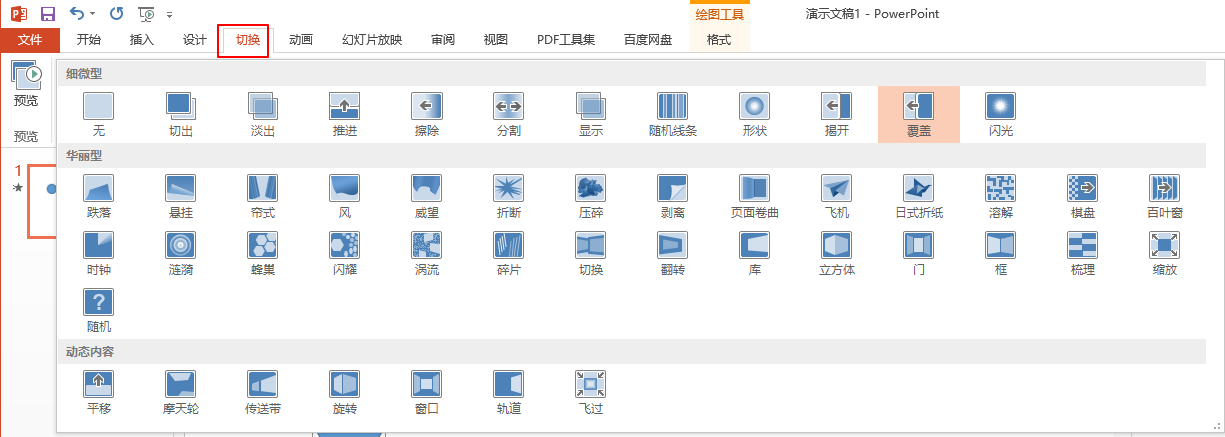 绘图工具
演示文稿1 - PowerPoint
文件 开始 插入 设计 切换 动画 幻灯片放映 审阅 视图 PDF工具集 百度网盘 格式
预览
预览
1
细微型
无 切出 淡出 推进 擦除 分割 显示 随机线条 形状 揭开 覆盖 闪光
华丽型
跌落 悬挂 帘式 风 威望 折断 压碎 剥离 页面卷曲 飞机 日式折纸 溶解 棋盘 百叶窗
时钟 涟漪 蜂巢 闪耀 涡流 碎片 切换 翻转 库 立方体 门 框 梳理 缩放
?
随机
动态内容
平移 摩天轮 传送带 旋转 窗口 轨道 飞过